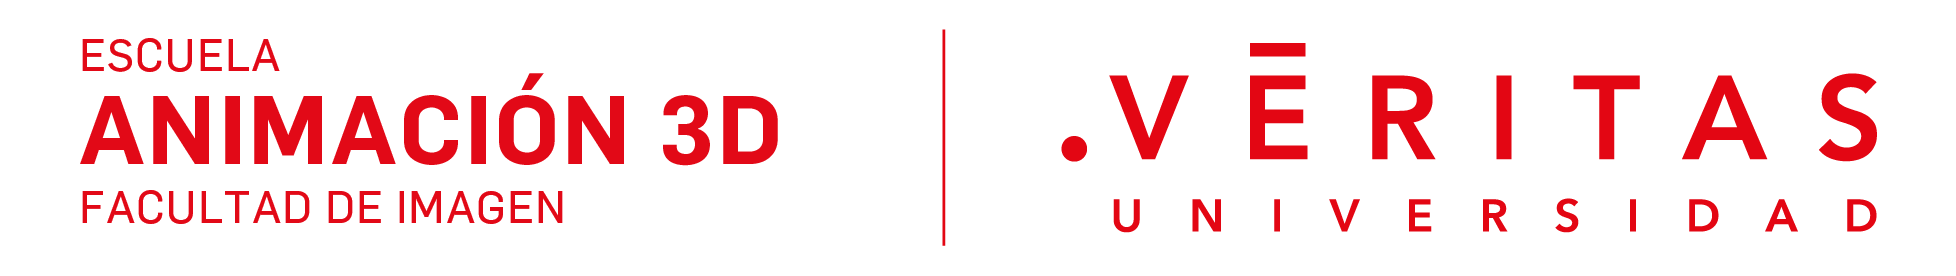 ESCUELA
ANIMACIÓN 3D
FACULTAD DE IMAGEN
.VĒRITAS
UNIVERSIDAD